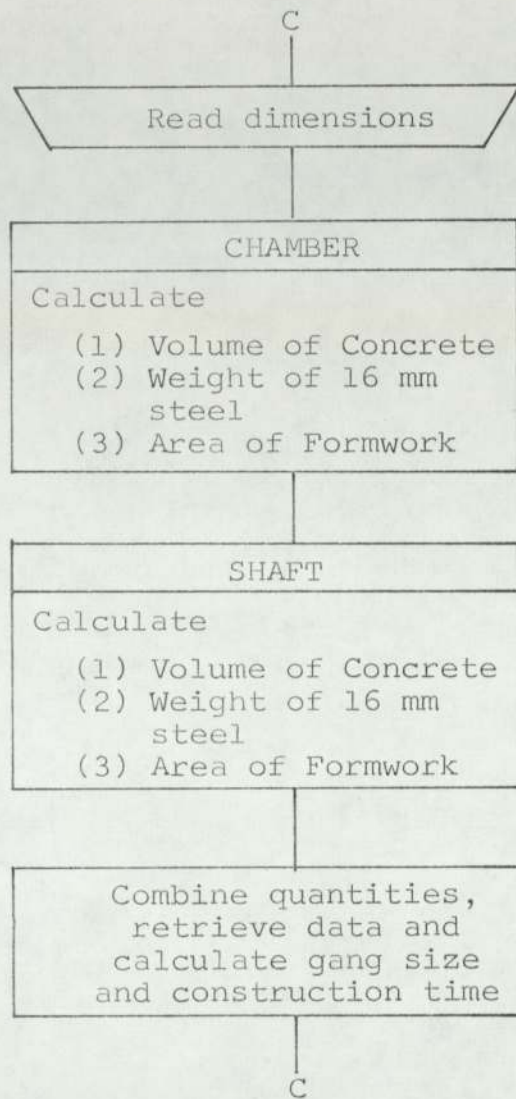 C
Read dimensions
CHAMBER
Calculate
(1) Volume of Concrete
(2) Weight of 16 mm
steel
(3) Area of Formwork
SHAFT
Calculate
(1) Volume of Concrete
(2) Weight of 16 mm
steel
(3) Area of Formwork
Combine quantities,
retrieve data and
calculate gang size
and construction time
C